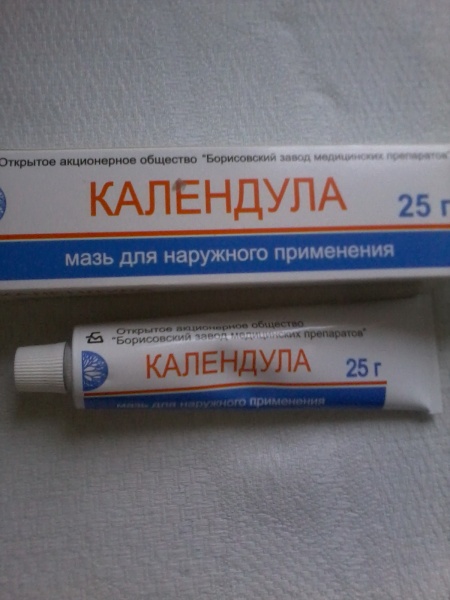 Открытое акционерное общество "Борисовский завод медицинских препаратов"
КАЛЕНДУЛА 25 г
мазь для наружного применения
Открытое акционерное общество
"Борисовский завод медицинских препаратов"
КАЛЕНДУЛА 25 г
мазь для наружного применения